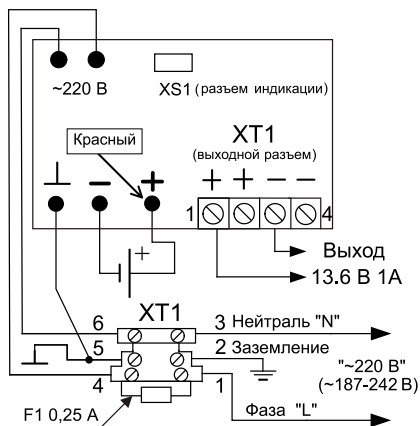 ~220 В
XS1 (разъем индикации)
Красный
XT1
(выходной разъем)
⊥ − +
+ + − −
1 4
+
Выход
13.6 В 1А
XT1
6 3 Нейтраль "N"
5 2 Заземление
"~220 В"
(~187-242 В)
4 1
Фаза "L"
F1 0,25 А